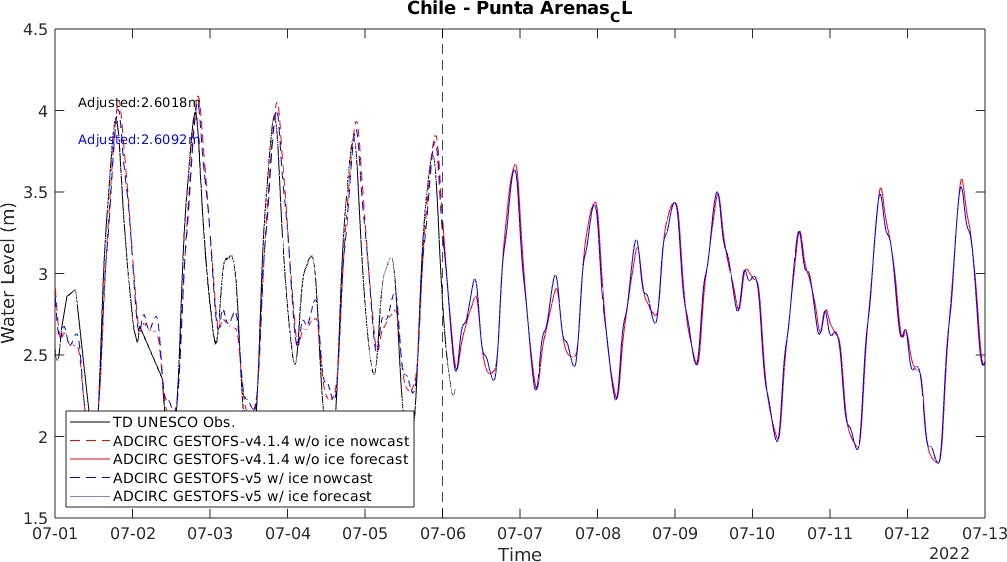 Chile - Punta Arenas_CL
Water Level (m)
4.5
4
3.5
3
2.5
2
1.5
Adjusted:2.6018m
Adjusted:2.6092m
TD UNESCO Obs.
ADCIRC GESTOFS-v4.1.4 w/o ice nowcast
ADCIRC GESTOFS-v4.1.4 w/o ice forecast
ADCIRC GESTOFS-v5 w/ ice nowcast
ADCIRC GESTOFS-v5 w/ ice forecast
07-01 07-02 07-03 07-04 07-05 07-06 07-07 07-08 07-09 07-10 07-11 07-12 07-13
Time
2022